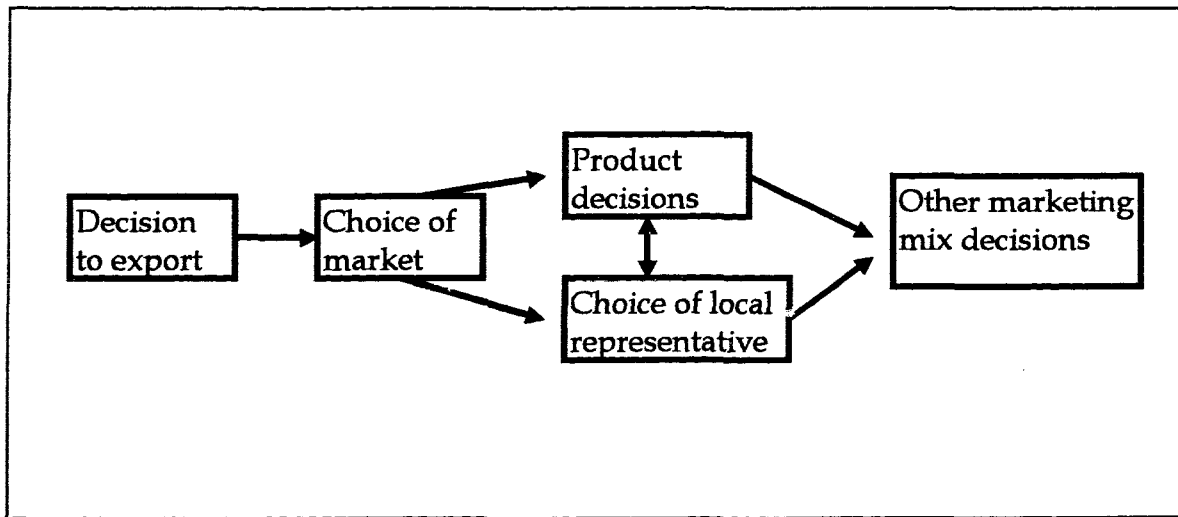 Decision
to export
Choice of
market
Product
decisions
Choice of local
representative
Other marketing
mix decisions